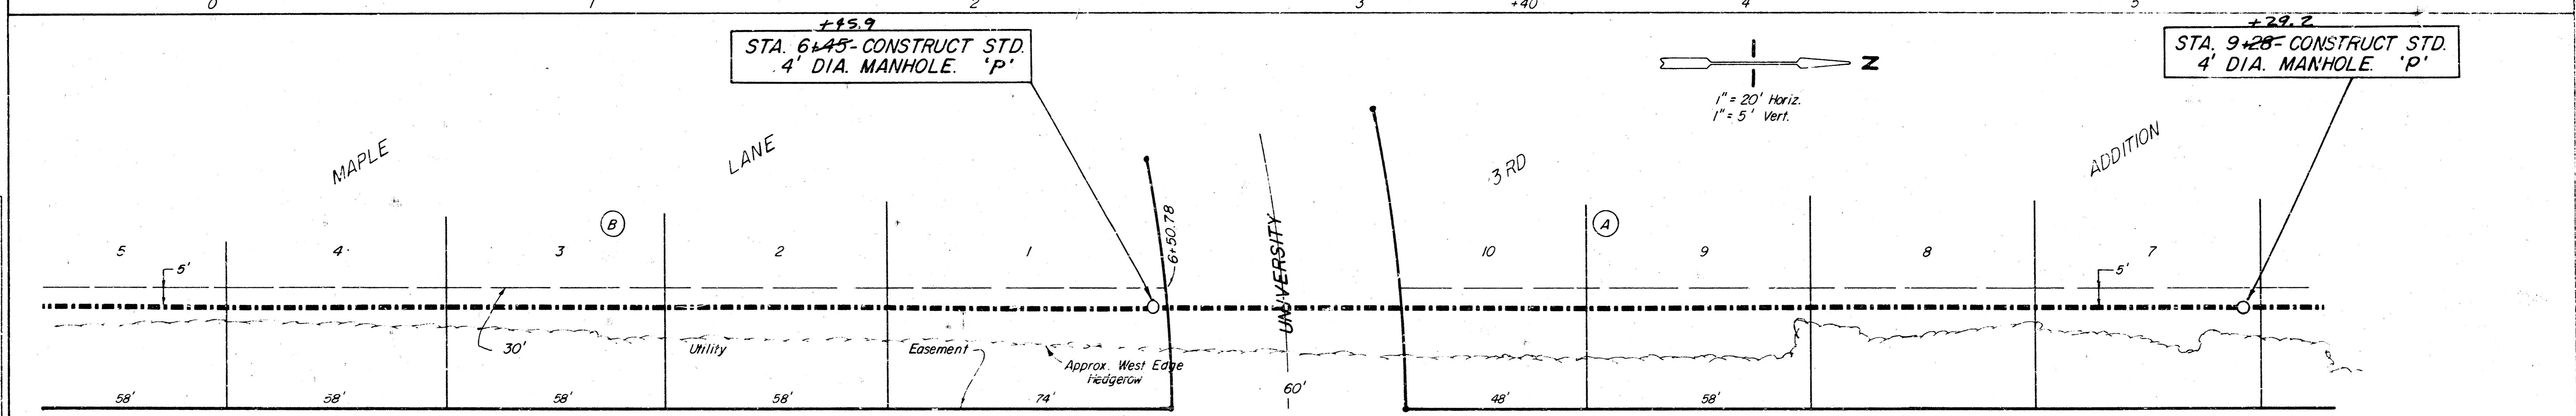 0 1 2 3 +40 4 5
+45.9
STA. 6+45- CONSTRUCT STD.
4' DIA. MANHOLE. 'P'
+29.2
STA. 9+28- CONSTRUCT STD.
4' DIA. MANHOLE. 'P'
N
1" = 20' Horiz.
1" = 5' Vert.
MAPLE LANE 3RD ADDITION
B
A
6+50.78
UNIVERSITY
5 4 3 2 1 10 9 8 7
5'
5'
30'
Utility Easement
Approx. West Edge
Hedgerow
58' 58' 58' 58' 74' 60' 48' 58'